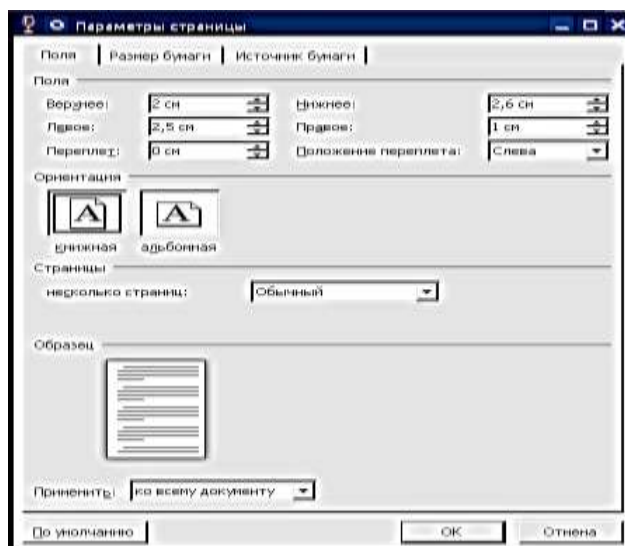 Параметры страницы
Поля Размер бумаги Источник бумаги
Поля
Верхнее: 2 см Нижнее: 2,6 см
Левое: 2,5 см Правое: 1 см
Переплет: 0 см Положение переплета: Слева
Ориентация
A A
книжная альбомная
Страницы
несколько страниц: Обычный
Образец
Применить: ко всему документу
По умолчанию ОК Отмена